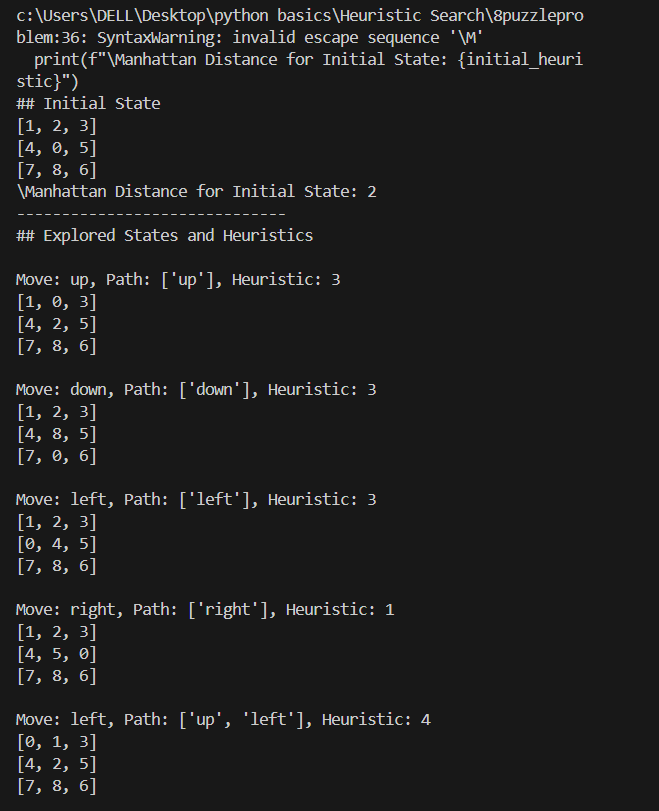 c:\Users\DELL\Desktop\python basics\Heuristic Search\8puzzlepro
blem:36: SyntaxWarning: invalid escape sequence '\M'
  print(f"\Manhattan Distance for Initial State: {initial_heuri
stic}")
## Initial State
[1, 2, 3]
[4, 0, 5]
[7, 8, 6]
\Manhattan Distance for Initial State: 2
------------------------------
## Explored States and Heuristics

Move: up, Path: ['up'], Heuristic: 3
[1, 0, 3]
[4, 2, 5]
[7, 8, 6]

Move: down, Path: ['down'], Heuristic: 3
[1, 2, 3]
[4, 8, 5]
[7, 0, 6]

Move: left, Path: ['left'], Heuristic: 3
[1, 2, 3]
[0, 4, 5]
[7, 8, 6]

Move: right, Path: ['right'], Heuristic: 1
[1, 2, 3]
[4, 5, 0]
[7, 8, 6]

Move: left, Path: ['up', 'left'], Heuristic: 4
[0, 1, 3]
[4, 2, 5]
[7, 8, 6]